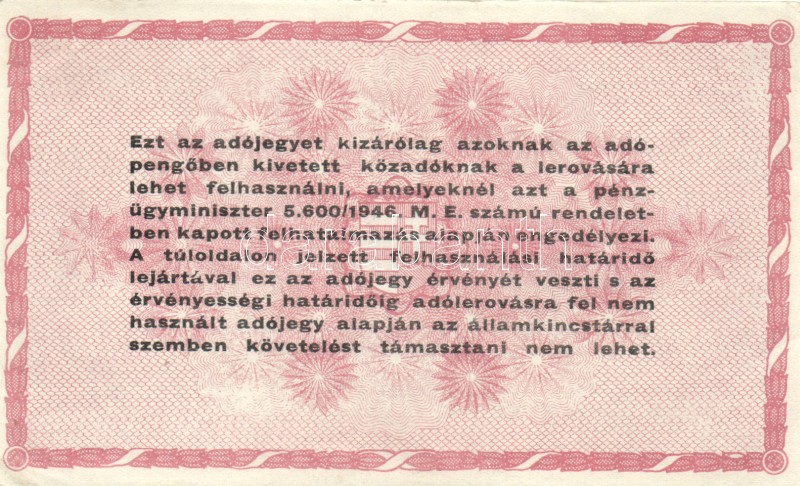 Ezt az adójegyet kizárólag azoknak az adó-
pengőben kivetett közadóknak a lerovására
lehet felhasználni, amelyeknél azt a pénz-
ügyminiszter 5.600/1946. M. E. számú rendelet-
ben kapott felhatalmazás alapján engedélyezi.
A túloldalon jelzett felhasználási határidő
lejártával ez az adójegy érvényét veszti s az
érvényességi határidőig adólerovásra fel nem
használt adójegy alapján az államkincstárral
szemben követelést támasztani nem lehet.
darabanth